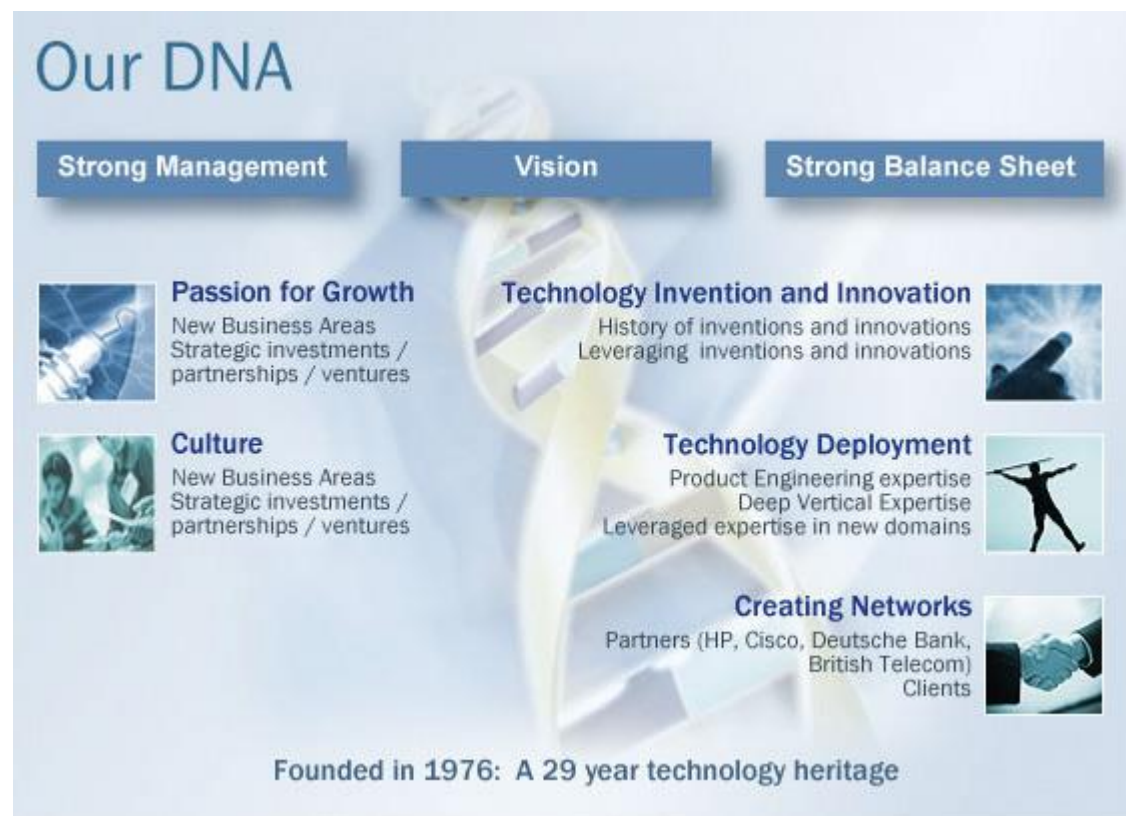 Our DNA
Strong Management
Vision
Strong Balance Sheet
Passion for Growth
New Business Areas
Strategic investments /
partnerships / ventures
Culture
New Business Areas
Strategic investments /
partnerships / ventures
Technology Invention and Innovation
History of inventions and innovations
Leveraging inventions and innovations
Technology Deployment
Product Engineering expertise
Deep Vertical Expertise
Leveraged expertise in new domains
Creating Networks
Partners (HP, Cisco, Deutsche Bank,
British Telecom)
Clients
Founded in 1976: A 29 year technology heritage